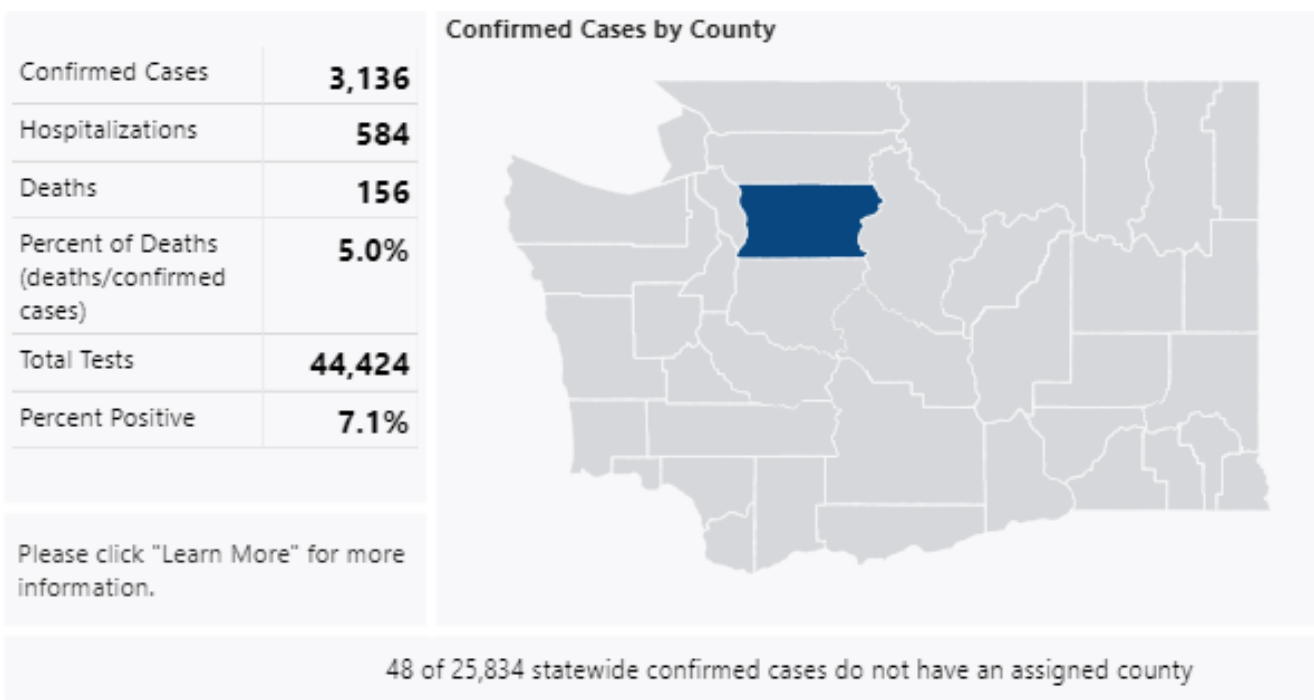 Confirmed Cases by County
Confirmed Cases 3,136
Hospitalizations 584
Deaths 156
Percent of Deaths 5.0%
(deaths/confirmed
cases)
Total Tests 44,424
Percent Positive 7.1%
Please click "Learn More" for more
information.
48 of 25,834 statewide confirmed cases do not have an assigned county